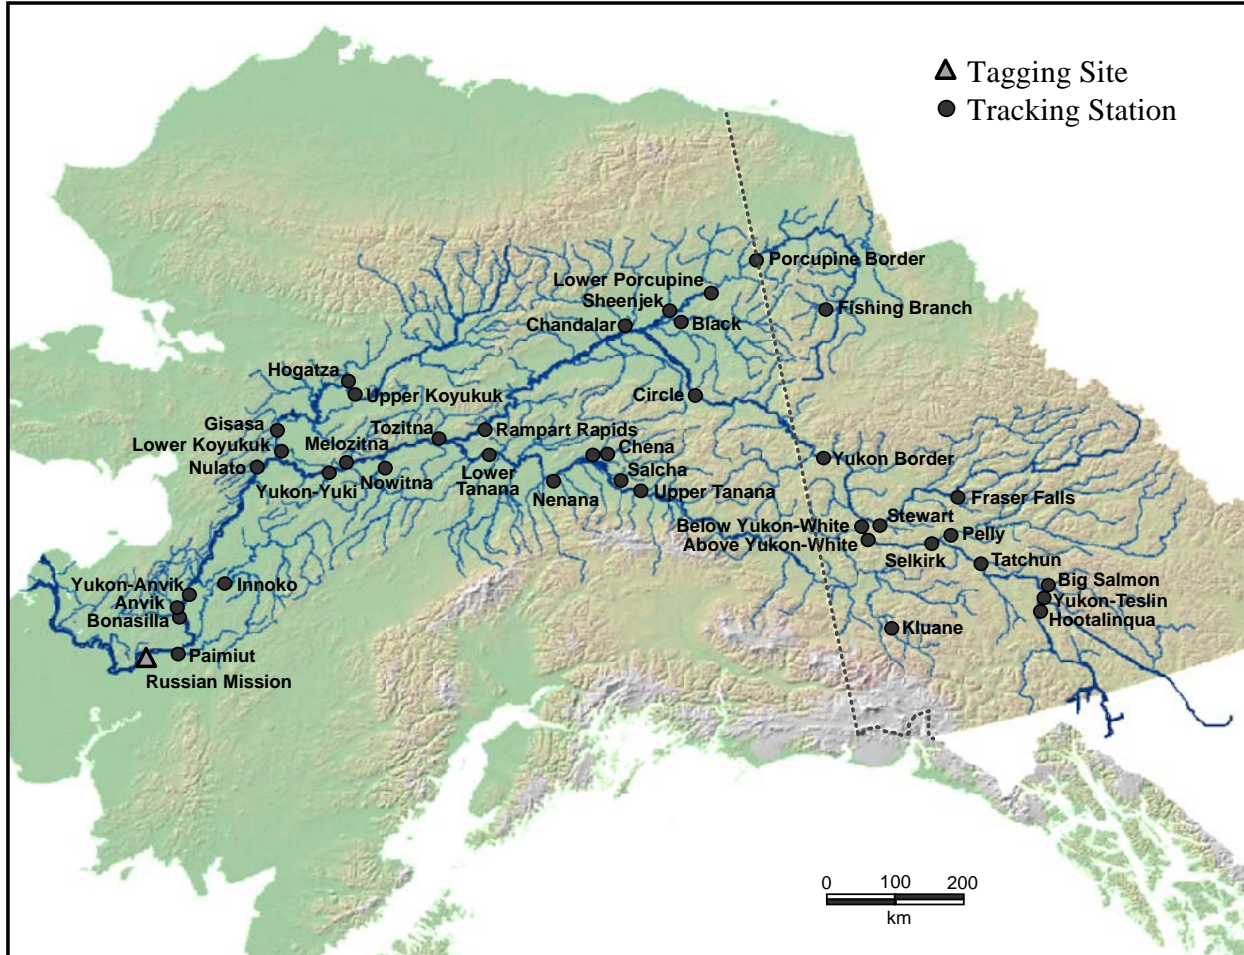 Tagging Site
Tracking Station
Porcupine Border
Lower Porcupine
Sheenjek
Fishing Branch
Chandalar
Black
Hogatza
Upper Koyukuk
Circle
Gisasa
Tozitna
Rampart Rapids
Lower Koyukuk
Melozitna
Chena
Nulato
Lower
Tanana
Salcha
Yukon Border
Yukon-Yuki
Nowitna
Nenana
Upper Tanana
Fraser Falls
Below Yukon-White
Stewart
Above Yukon-White
Pelly
Selkirk
Tatchun
Yukon-Anvik
Innoko
Big Salmon
Anvik
Yukon-Teslin
Bonasilla
Hootalinqua
Kluane
Paimiut
Russian Mission
0 100 200
km